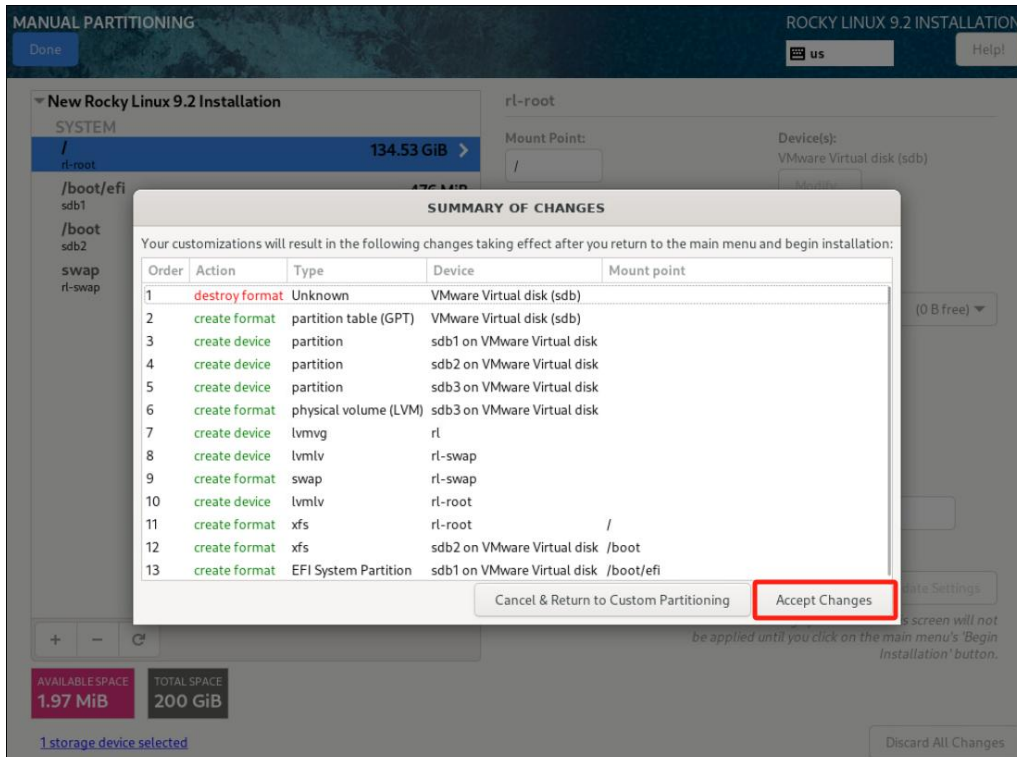 MANUAL PARTITIONING
ROCKY LINUX 9.2 INSTALLATION
Done
us
Help!
New Rocky Linux 9.2 Installation
SYSTEM
/
134.53 GiB
rl-root
/boot/efi
476 MiB
sdb1
/boot
sdb2
swap
rl-swap
rl-root
Mount Point:
/
Device(s):
VMware Virtual disk (sdb)
Modify...
(0 B free)
SUMMARY OF CHANGES
Your customizations will result in the following changes taking effect after you return to the main menu and begin installation:
Order Action Type Device Mount point
1 destroy format Unknown VMware Virtual disk (sdb)
2 create format partition table (GPT) VMware Virtual disk (sdb)
3 create device partition sdb1 on VMware Virtual disk
4 create device partition sdb2 on VMware Virtual disk
5 create device partition sdb3 on VMware Virtual disk
6 create format physical volume (LVM) sdb3 on VMware Virtual disk
7 create device lvmvg rl
8 create device lvmlv rl-swap
9 create format swap rl-swap
10 create device lvmlv rl-root
11 create format xfs rl-root /
12 create format xfs sdb2 on VMware Virtual disk /boot
13 create format EFI System Partition sdb1 on VMware Virtual disk /boot/efi
Cancel & Return to Custom Partitioning
Accept Changes
Settings
screen will not
be applied until you click on the main menu's 'Begin
Installation' button.
+ −
AVAILABLE SPACE
1.97 MiB
TOTAL SPACE
200 GiB
1 storage device selected
Discard All Changes